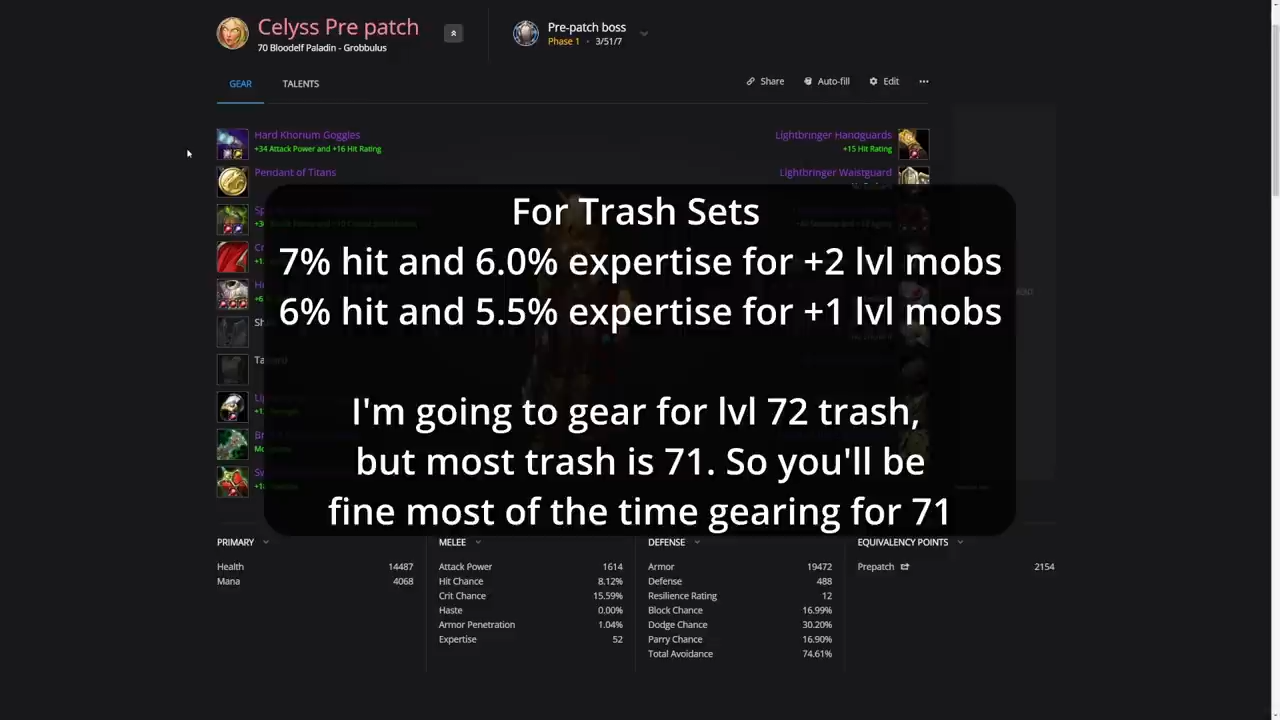 Celyss Pre patch
70 Bloodelf Paladin - Grobbulus
Pre-patch boss
Phase 1 • 3/51/7
GEAR
TALENTS
Share
Auto-fill
Edit
Hard Khorium Goggles
+34 Attack Power and +16 Hit Rating
Pendant of Titans
Lightbringer Handguards
+15 Hit Rating
Lightbringer Waistguard
For Trash Sets
7% hit and 6.0% expertise for +2 lvl mobs
6% hit and 5.5% expertise for +1 lvl mobs
I'm going to gear for lvl 72 trash,
but most trash is 71. So you'll be
fine most of the time gearing for 71
PRIMARY
Health 14487
Mana 4068
MELEE
Attack Power 1614
Hit Chance 8.12%
Crit Chance 15.59%
Haste 0.00%
Armor Penetration 1.04%
Expertise 52
DEFENSE
Armor 19472
Defense 488
Resilience Rating 12
Block Chance 16.99%
Dodge Chance 30.20%
Parry Chance 16.90%
Total Avoidance 74.61%
EQUIVALENCY POINTS
Prepatch 2154